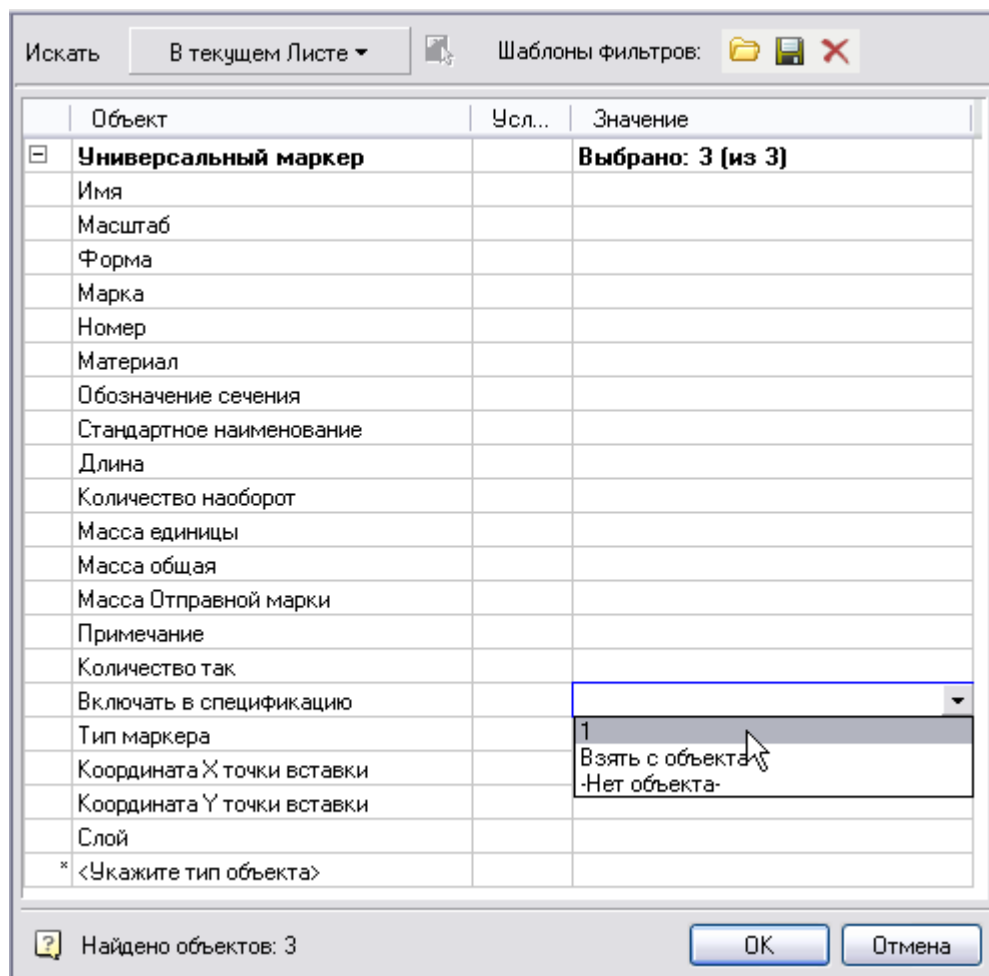 Искать В текущем Листе Шаблоны фильтров:
Объект Усл... Значение
Универсальный маркер Выбрано: 3 (из 3)
Имя
Масштаб
Форма
Марка
Номер
Материал
Обозначение сечения
Стандартное наименование
Длина
Количество наоборот
Масса единицы
Масса общая
Масса Отправной марки
Примечание
Количество так
Включать в спецификацию
Тип маркера 1
Взять с объекта
Координата X точки вставки
-Нет объекта-
Координата Y точки вставки
Слой
* <Укажите тип объекта>
Найдено объектов: 3 OK Отмена